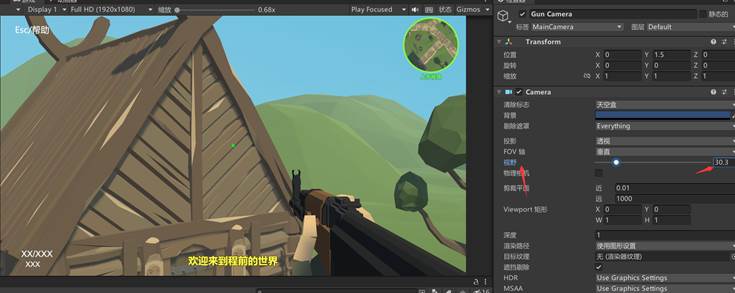 Display 1 Full HD (1920x1080) 缩放 0.68x Play Focused 状态 Gizmos
Esc/帮助
XX/XXX
XXX
欢迎来到程前的世界
Gun Camera 静态的
标签 MainCamera 图层 Default
Transform
位置 X 0 Y 1.5 Z 0
旋转 X 0 Y 0 Z 0
缩放 X 1 Y 1 Z 1
Camera
清除标志 天空盒
背景
剔除遮罩 Everything
投影 透视
FOV 轴 垂直
视野 30.3
物理相机
剪裁平面 近 0.01
远 1000
Viewport 矩形 X 0 Y 0
W 1 H 1
深度 1
渲染路径 使用图形设置
目标纹理 无 (渲染器纹理)
遮挡剔除
HDR Use Graphics Settings
MSAA Use Graphics Settings